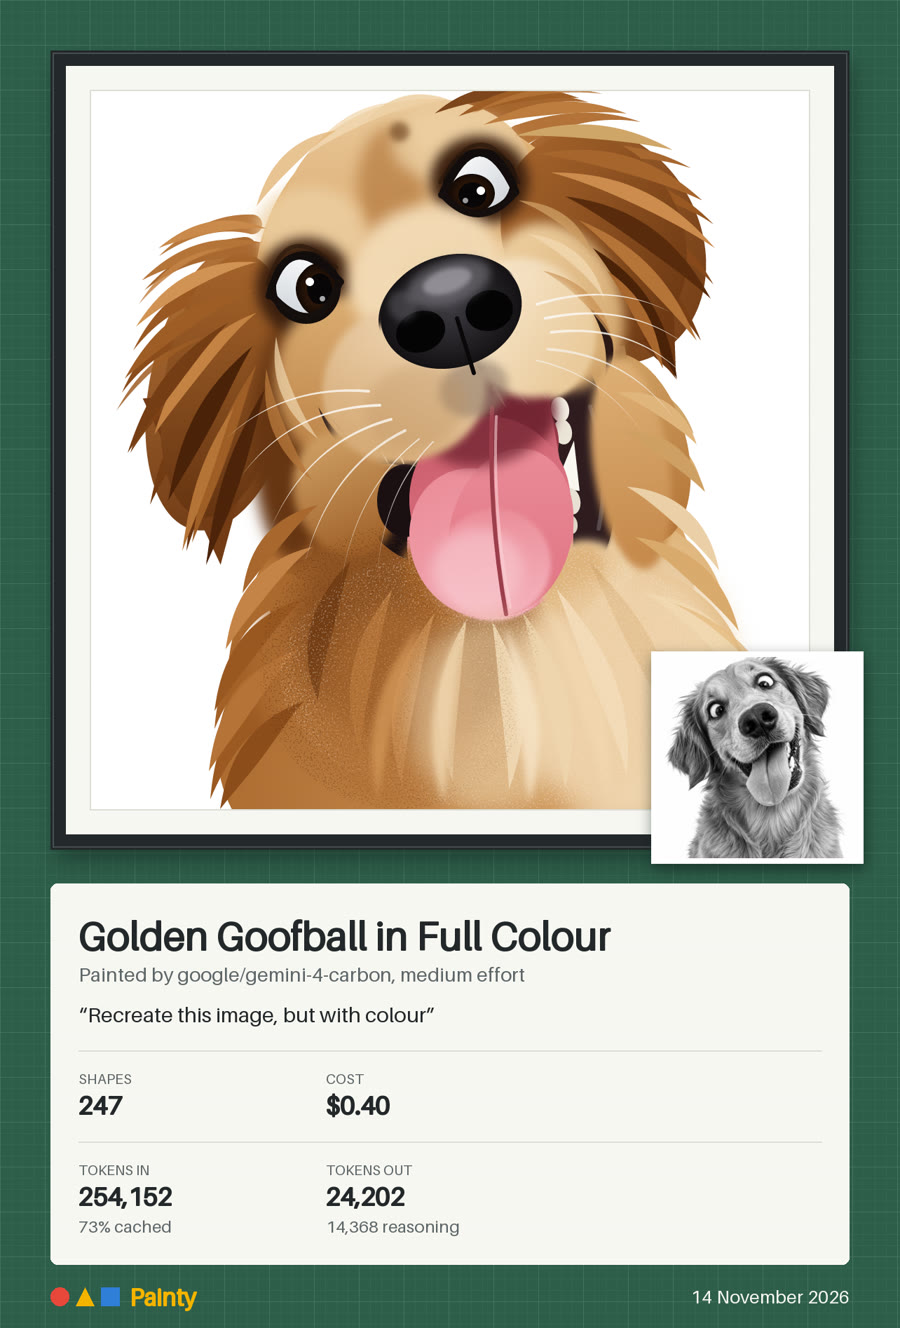 Golden Goofball in Full Colour
Painted by google/gemini-4-carbon, medium effort
“Recreate this image, but with colour”
SHAPES
247
COST
$0.40
TOKENS IN
254,152
73% cached
TOKENS OUT
24,202
14,368 reasoning
Painty
14 November 2026